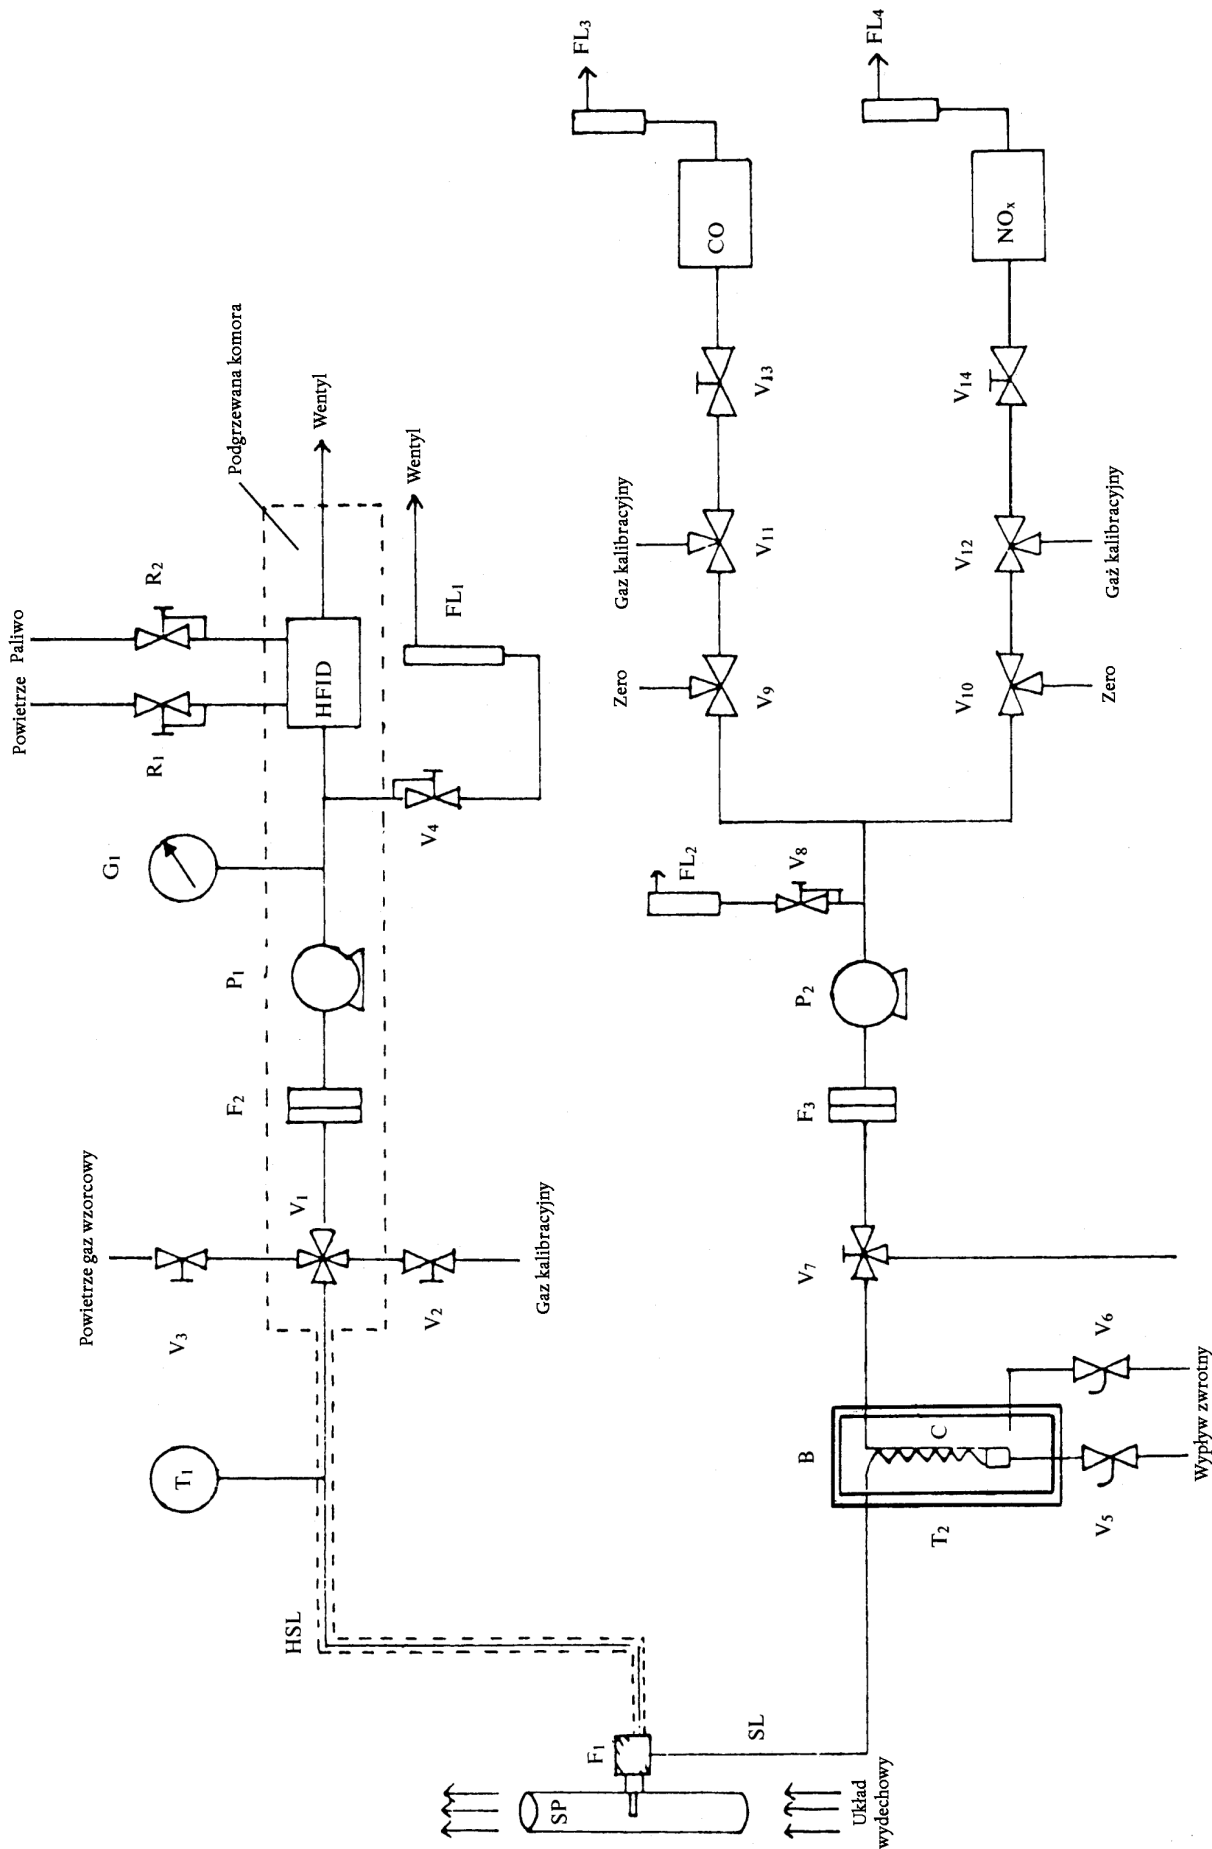 Powietrze
Paliwo
R1
R2
G1
Podgrzewana komora
Wentyl
Wentyl
HFID
P1
F2
V1
V4
FL1
Powietrze gaz wzorcowy
V3
V2
Gaz kalibracyjny
T1
HSL
F1
SP
SL
Układ
wydechowy
FL3
FL4
CO
NOx
V13
V14
Gaz kalibracyjny
V11
V12
Gaż kalibracyjny
Zero
V9
V10
Zero
FL2
V8
P2
F3
V7
V6
B
C
T2
V5
Wypływ zwrotny